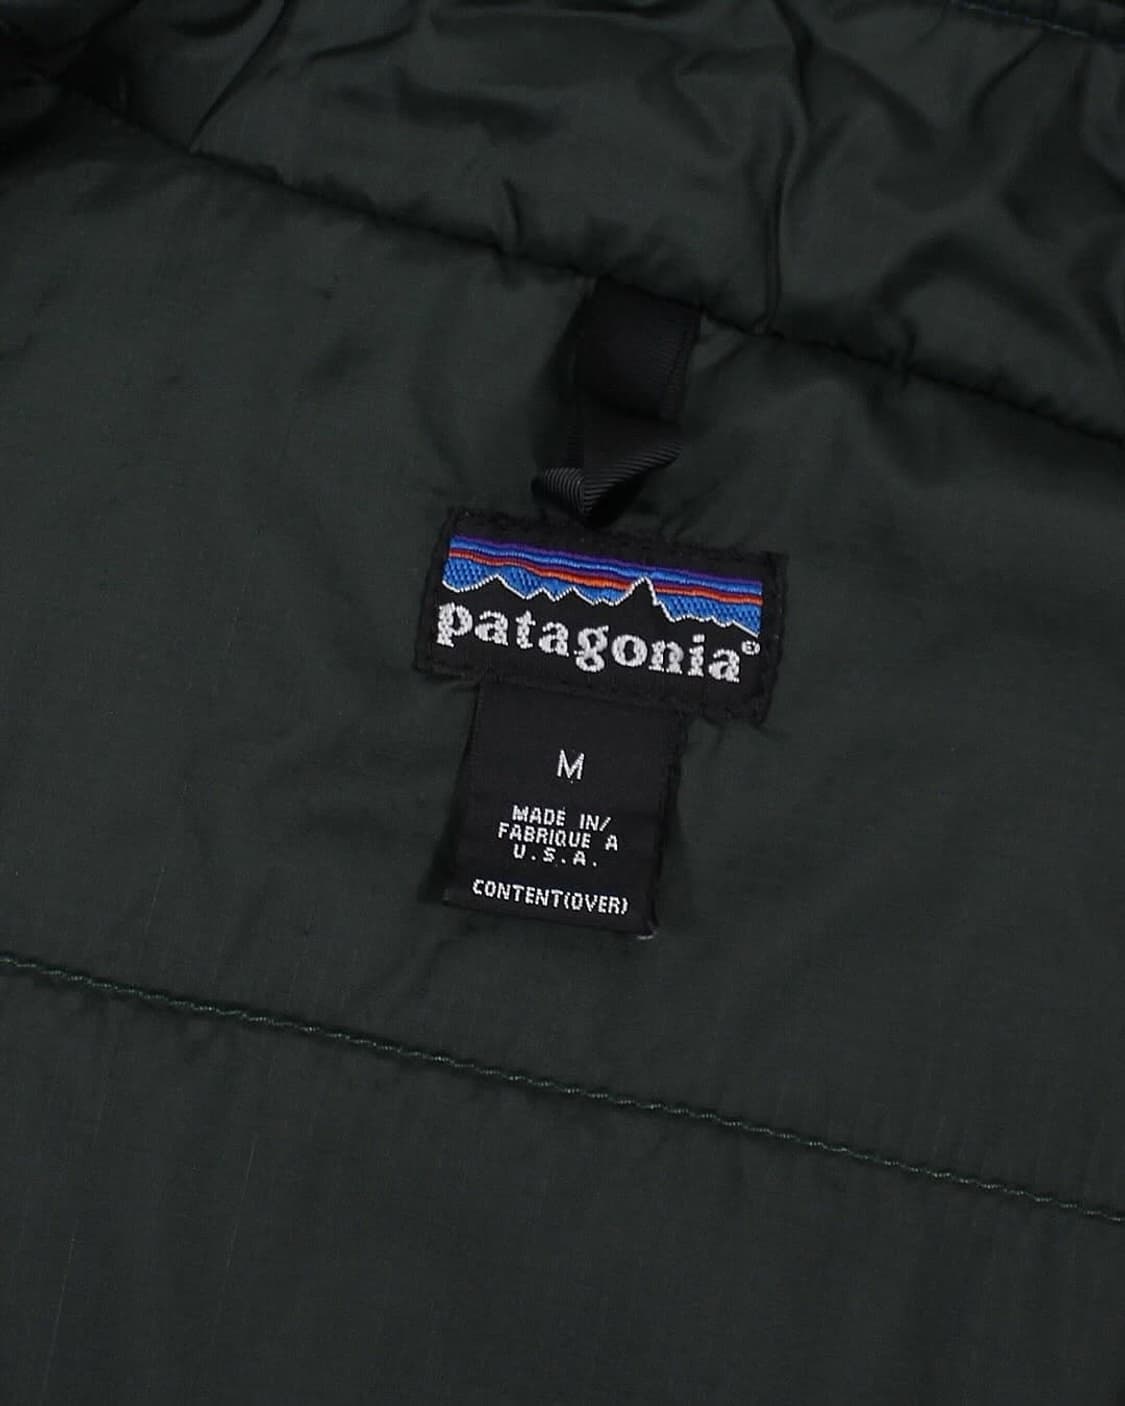 patagonia®
M
MADE IN/
FABRIQUE A
U.S.A.
CONTENT(OVER)